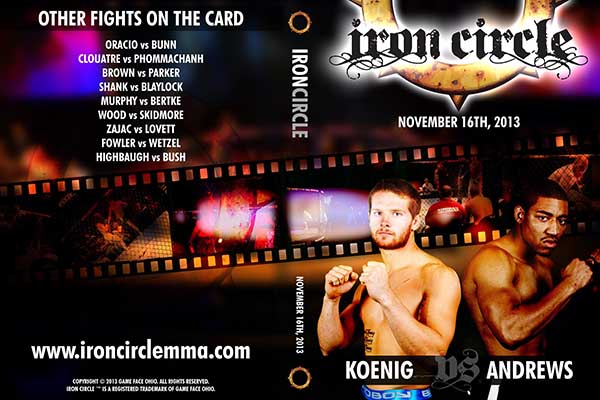 OTHER FIGHTS ON THE CARD
ORACIO vs BUNN
CLOUATRE vs PHOMMACHANH
BROWN vs PARKER
SHANK vs BLAYLOCK
MURPHY vs BERTKE
WOOD vs SKIDMORE
ZAJAC vs LOVETT
FOWLER vs WETZEL
HIGHBAUGH vs BUSH
www.ironcirclemma.com
COPYRIGHT © 2013 GAME FACE OHIO. ALL RIGHTS RESERVED.
IRON CIRCLE ™ IS A REGISTERED TRADEMARK OF GAME FACE OHIO.
IRONCIRCLE
NOVEMBER 16TH, 2013
iron circle
NOVEMBER 16TH, 2013
KOENIG vs ANDREWS